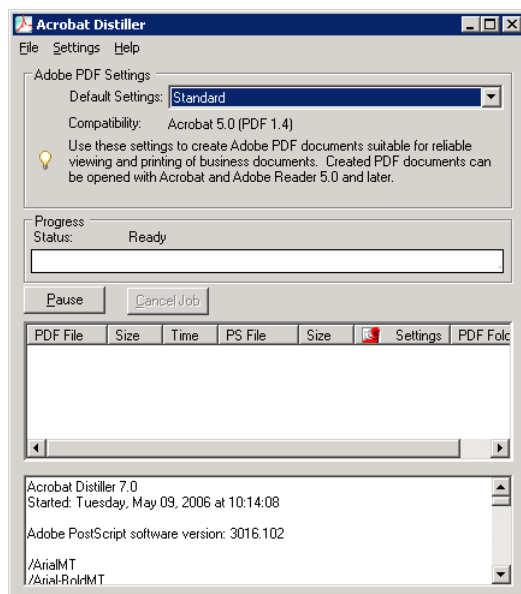 Acrobat Distiller
File Settings Help
Adobe PDF Settings
Default Settings: Standard
Compatibility: Acrobat 5.0 (PDF 1.4)
Use these settings to create Adobe PDF documents suitable for reliable
viewing and printing of business documents. Created PDF documents can
be opened with Acrobat and Adobe Reader 5.0 and later.
Progress
Status: Ready
Pause Cancel Job
PDF File Size Time PS File Size Settings PDF Fold
Acrobat Distiller 7.0
Started: Tuesday, May 09, 2006 at 10:14:08
Adobe PostScript software version: 3016.102
/ArialMT
/Arial-BoldMT